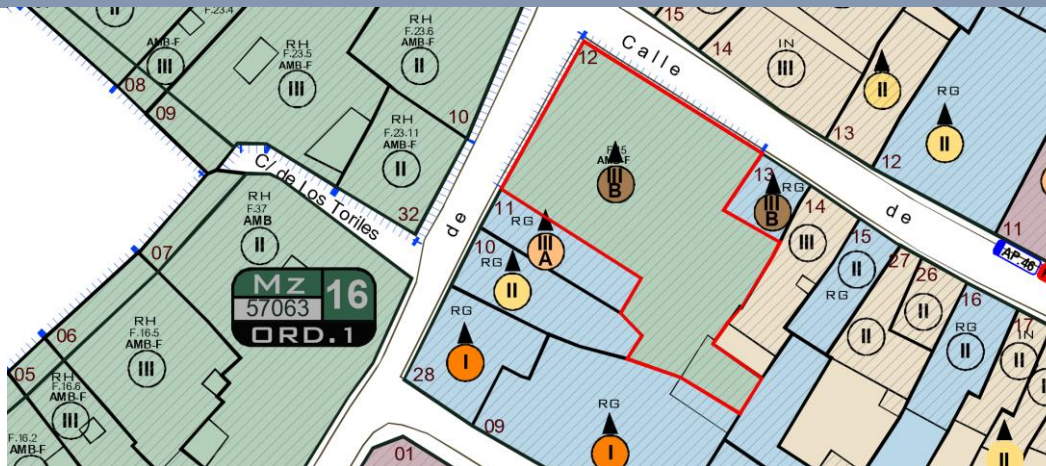 II
F.23.4
AMB-F
III
08
09
RH
F.23.5
AMB-F
III
RH
F.23.6
AMB-F
II
10
RH
F.23.11
AMB-F
II
32
C/ de Los Toriles
de
Calle
de
12
AMB-F
III
B
13
RG
III
B
14
III
15
II
RG
27
II
26
II
16
RG
II
17
IN
II
II
15
14
IN
III
13
II
12
RG
II
11
AP.46
11
RG
III
A
10
RG
II
RG
I
28
09
RG
I
01
RH
F.37
AMB
II
07
Mz
57063
16
ORD.1
RH
F.16.5
AMB-F
III
06
05
RH
F.16.6
AMB-F
III
F.16.2
AMB-F